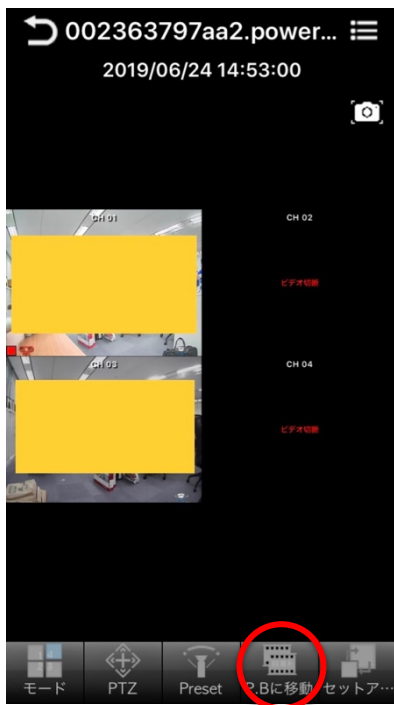 002363797aa2.power...
2019/06/24 14:53:00
CH 01
CH 02
ビデオ切断
CH 03
CH 04
ビデオ切断
モード
PTZ
Preset
P.Bに移動
セットア…